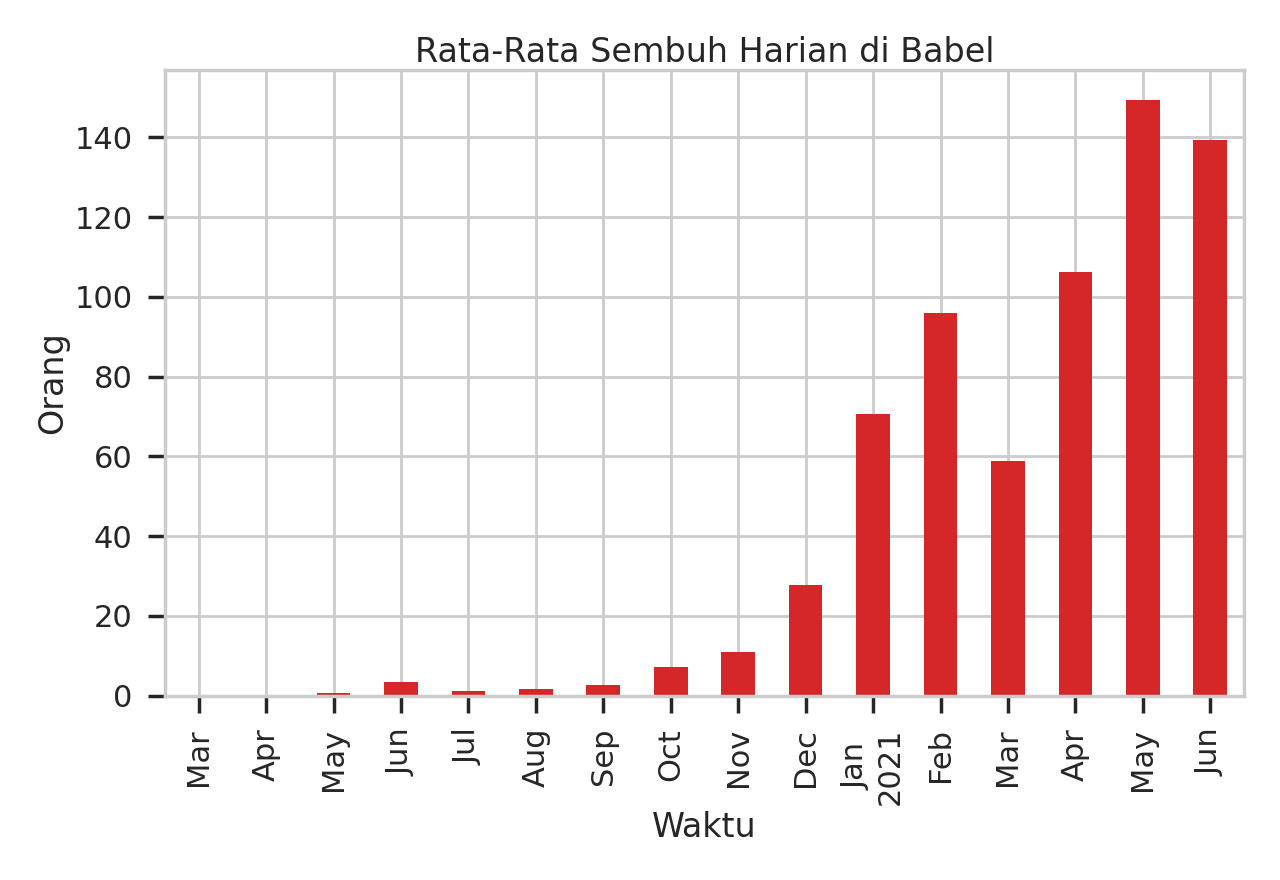 Rata-Rata Sembuh Harian di Babel
Orang
140
120
100
80
60
40
20
0
Mar
Apr
May
Jun
Jul
Aug
Sep
Oct
Nov
Dec
Jan
2021
Feb
Mar
Apr
May
Jun
Waktu